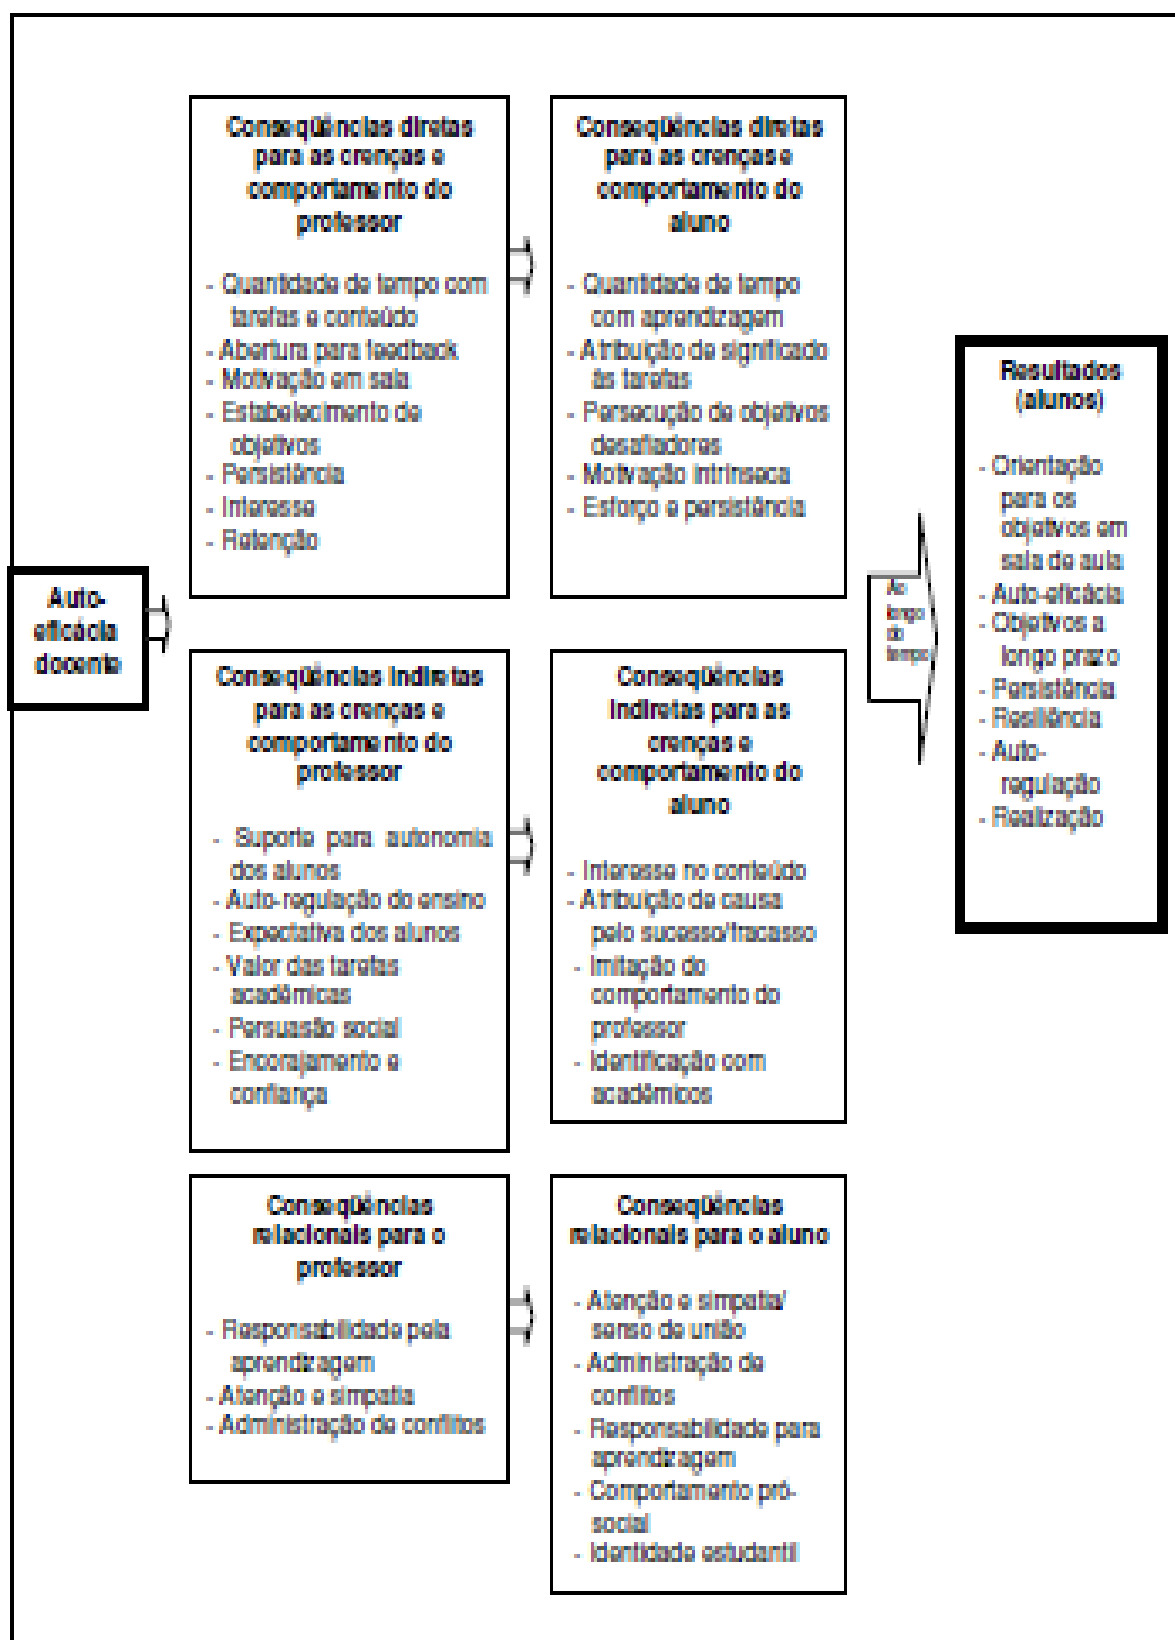 Auto-
eficácia
docente
Conseqüências diretas
para as crenças e
comportamento do
professor
- Quantidade de tempo com
tarefas e conteúdo
- Abertura para feedback
- Motivação em sala
- Estabelecimento de
objetivos
- Persistência
- Interesse
- Retenção
Conseqüências diretas
para as crenças e
comportamento do
aluno
- Quantidade de tempo
com aprendizagem
- Atribuição de significado
às tarefas
- Persecução de objetivos
desafiadores
- Motivação intrínseca
- Esforço e persistência
Conseqüências indiretas
para as crenças e
comportamento do
professor
- Suporte para autonomia
dos alunos
- Auto-regulação do ensino
- Expectativa dos alunos
- Valor das tarefas
acadêmicas
- Persuasão social
- Encorajamento e
confiança
Conseqüências
indiretas para as
crenças e
comportamento do
aluno
- Interesse no conteúdo
- Atribuição de causa
pelo sucesso/fracasso
- Imitação do
comportamento do
professor
- Identificação com
acadêmicos
Conseqüências
relacionais para o
professor
- Responsabilidade pela
aprendizagem
- Atenção e simpatia
- Administração de conflitos
Conseqüências
relacionais para o aluno
- Atenção e simpatia/
senso de união
- Administração de
conflitos
- Responsabilidade para
aprendizagem
- Comportamento pró-
social
- Identidade estudantil
Ao
longo
do
tempo
Resultados
(alunos)
- Orientação
para os
objetivos em
sala de aula
- Auto-eficácia
- Objetivos a
longo prazo
- Persistência
- Resiliência
- Auto-
regulação
- Realização